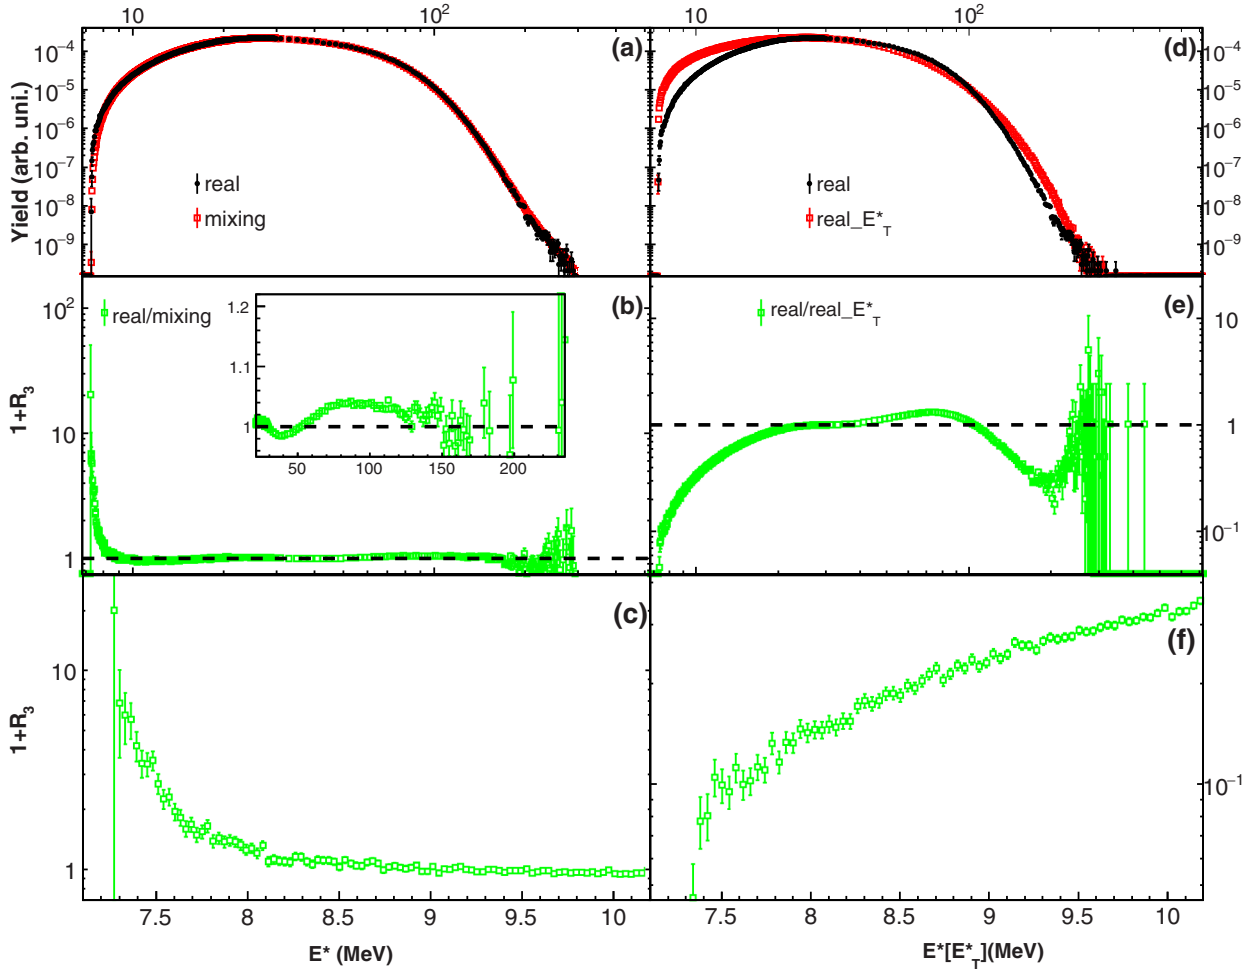 10 10² 10 10²
Yield (arb. uni.)
10⁻⁴
10⁻⁵
10⁻⁶
10⁻⁷
10⁻⁸
10⁻⁹
(a)
real
mixing
(d)
real
real_E*_T
10⁻⁴
10⁻⁵
10⁻⁶
10⁻⁷
10⁻⁸
10⁻⁹
1+R₃
10²
10
1
real/mixing
(b)
1.2
1.1
1
50 100 150 200
real/real_E*_T
(e)
10
1
10⁻¹
1+R₃
10
1
(c)
(f)
10⁻¹
7.5 8 8.5 9 9.5 10 7.5 8 8.5 9 9.5 10
E* (MeV) E*[E*_T](MeV)